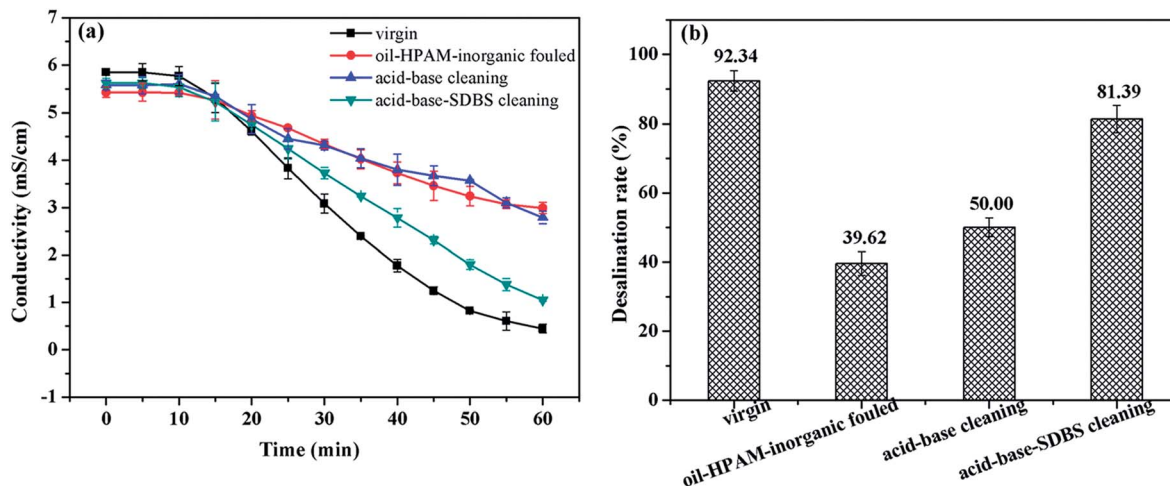 (a)
virgin
oil-HPAM-inorganic fouled
acid-base cleaning
acid-base-SDBS cleaning
Conductivity (mS/cm)
7
6
5
4
3
2
1
0
-1
0 10 20 30 40 50 60
Time (min)
(b)
92.34
39.62
50.00
81.39
Desalination rate (%)
100
80
60
40
20
0
virgin
oil-HPAM-inorganic fouled
acid-base cleaning
acid-base-SDBS cleaning